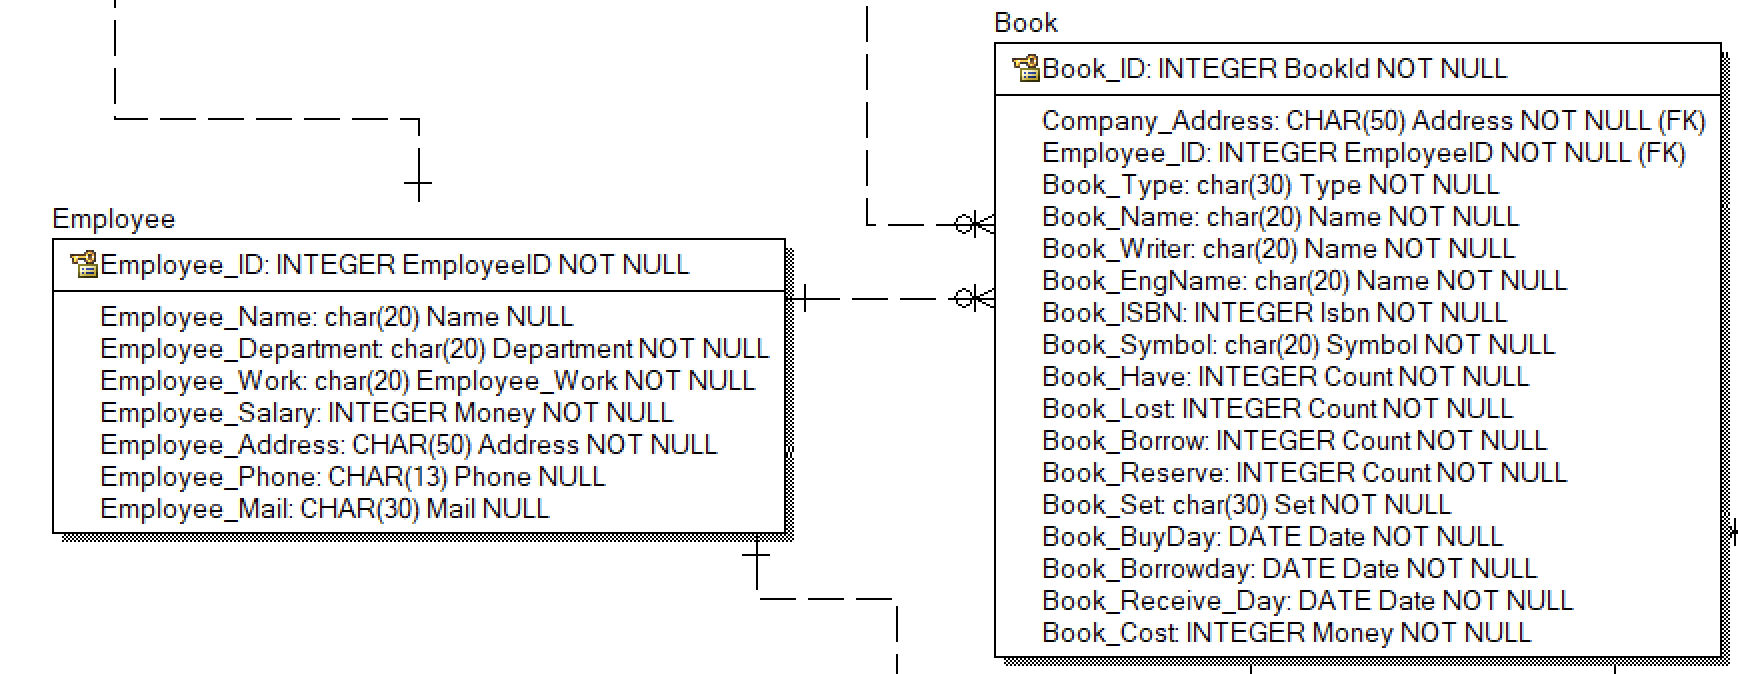 Book
Book_ID: INTEGER BookId NOT NULL
Company_Address: CHAR(50) Address NOT NULL (FK)
Employee_ID: INTEGER EmployeeID NOT NULL (FK)
Book_Type: char(30) Type NOT NULL
Book_Name: char(20) Name NOT NULL
Book_Writer: char(20) Name NOT NULL
Book_EngName: char(20) Name NOT NULL
Book_ISBN: INTEGER Isbn NOT NULL
Book_Symbol: char(20) Symbol NOT NULL
Book_Have: INTEGER Count NOT NULL
Book_Lost: INTEGER Count NOT NULL
Book_Borrow: INTEGER Count NOT NULL
Book_Reserve: INTEGER Count NOT NULL
Book_Set: char(30) Set NOT NULL
Book_BuyDay: DATE Date NOT NULL
Book_Borrowday: DATE Date NOT NULL
Book_Receive_Day: DATE Date NOT NULL
Book_Cost: INTEGER Money NOT NULL
Employee
Employee_ID: INTEGER EmployeeID NOT NULL
Employee_Name: char(20) Name NULL
Employee_Department: char(20) Department NOT NULL
Employee_Work: char(20) Employee_Work NOT NULL
Employee_Salary: INTEGER Money NOT NULL
Employee_Address: CHAR(50) Address NOT NULL
Employee_Phone: CHAR(13) Phone NULL
Employee_Mail: CHAR(30) Mail NULL